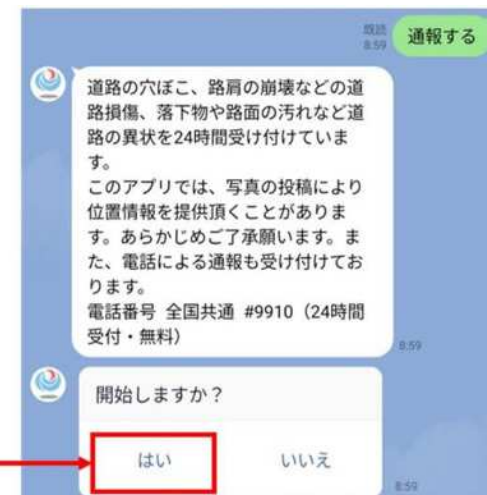 既読
8:59
通報する
道路の穴ぼこ、路肩の崩壊などの道
路損傷、落下物や路面の汚れなど道
路の異状を24時間受け付けていま
す。
このアプリでは、写真の投稿により
位置情報を提供頂くことがありま
す。あらかじめご了承願います。ま
た、電話による通報も受け付けてお
ります。
電話番号 全国共通 #9910（24時間
受付・無料）
8:59
開始しますか？
はい いいえ
8:59